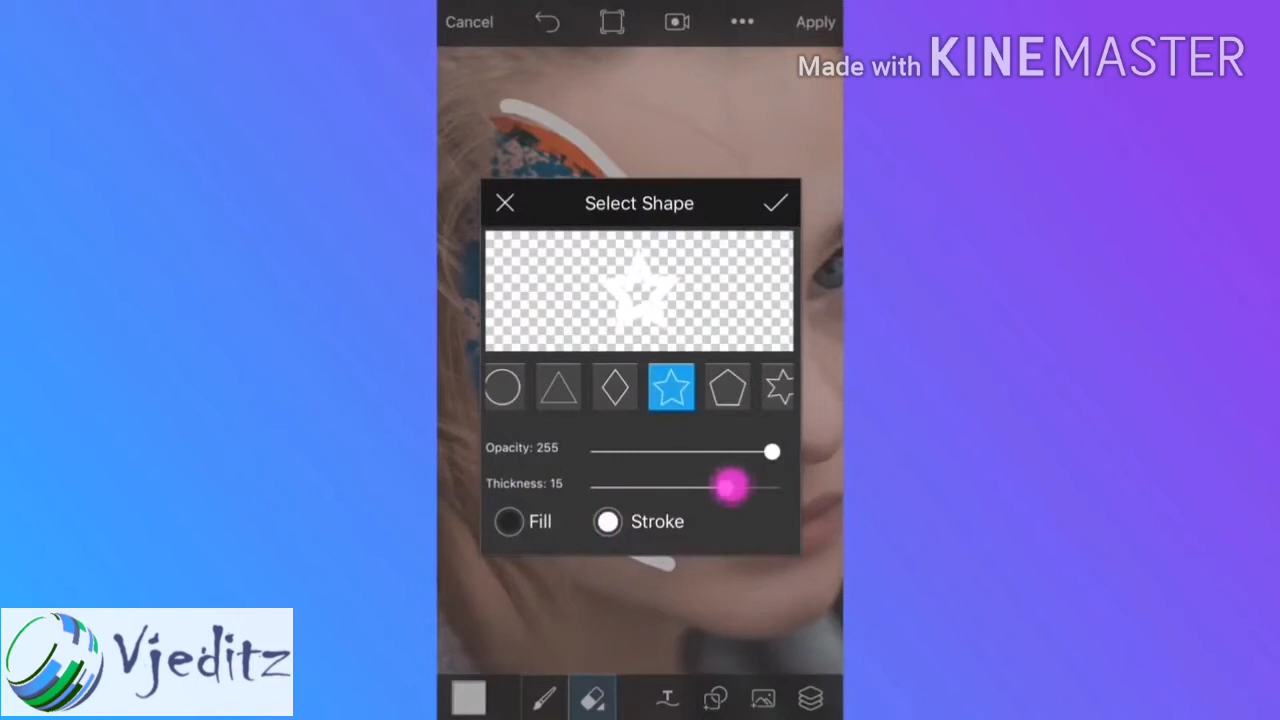 Cancel
Apply
Made with KINEMASTER
Select Shape
Opacity: 255
Thickness: 15
Fill
Stroke
T
Vjeditz